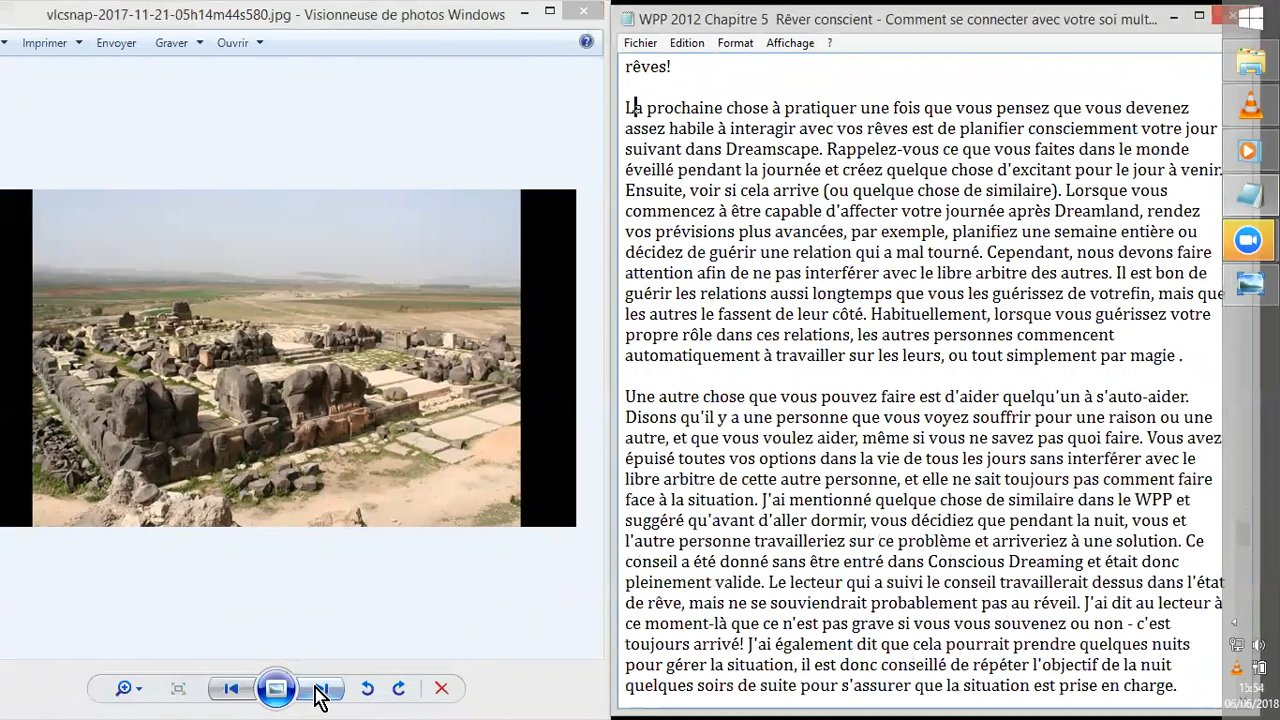 vlcsnap-2017-11-21-05h14m44s580.jpg - Visionneuse de photos Windows
Imprimer Envoyer Graver Ouvrir
WPP 2012 Chapitre 5 Rêver conscient - Comment se connecter avec votre soi mult...
Fichier Edition Format Affichage ?
rêves!
La prochaine chose à pratiquer une fois que vous pensez que vous devenez
assez habile à interagir avec vos rêves est de planifier consciemment votre jour
suivant dans Dreamscape. Rappelez-vous ce que vous faites dans le monde
éveillé pendant la journée et créez quelque chose d'excitant pour le jour à venir.
Ensuite, voir si cela arrive (ou quelque chose de similaire). Lorsque vous
commencez à être capable d'affecter votre journée après Dreamland, rendez
vos prévisions plus avancées, par exemple, planifiez une semaine entière ou
décidez de guérir une relation qui a mal tourné. Cependant, nous devons faire
attention afin de ne pas interférer avec le libre arbitre des autres. Il est bon de
guérir les relations aussi longtemps que vous les guérissez de votrefin, mais que
les autres le fassent de leur côté. Habituellement, lorsque vous guérissez votre
propre rôle dans ces relations, les autres personnes commencent
automatiquement à travailler sur les leurs, ou tout simplement par magie .
Une autre chose que vous pouvez faire est d'aider quelqu'un à s'auto-aider.
Disons qu'il y a une personne que vous voyez souffrir pour une raison ou une
autre, et que vous voulez aider, même si vous ne savez pas quoi faire. Vous avez
épuisé toutes vos options dans la vie de tous les jours sans interférer avec le
libre arbitre de cette autre personne, et elle ne sait toujours pas comment faire
face à la situation. J'ai mentionné quelque chose de similaire dans le WPP et
suggéré qu'avant d'aller dormir, vous décidiez que pendant la nuit, vous et
l'autre personne travailleriez sur ce problème et arriveriez à une solution. Ce
conseil a été donné sans être entré dans Conscious Dreaming et était donc
pleinement valide. Le lecteur qui a suivi le conseil travaillerait dessus dans l'état
de rêve, mais ne se souviendrait probablement pas au réveil. J'ai dit au lecteur à
ce moment-là que ce n'est pas grave si vous vous souvenez ou non - c'est
toujours arrivé! J'ai également dit que cela pourrait prendre quelques nuits
pour gérer la situation, il est donc conseillé de répéter l'objectif de la nuit
quelques soirs de suite pour s'assurer que la situation est prise en charge.
15:54
06/06/2018